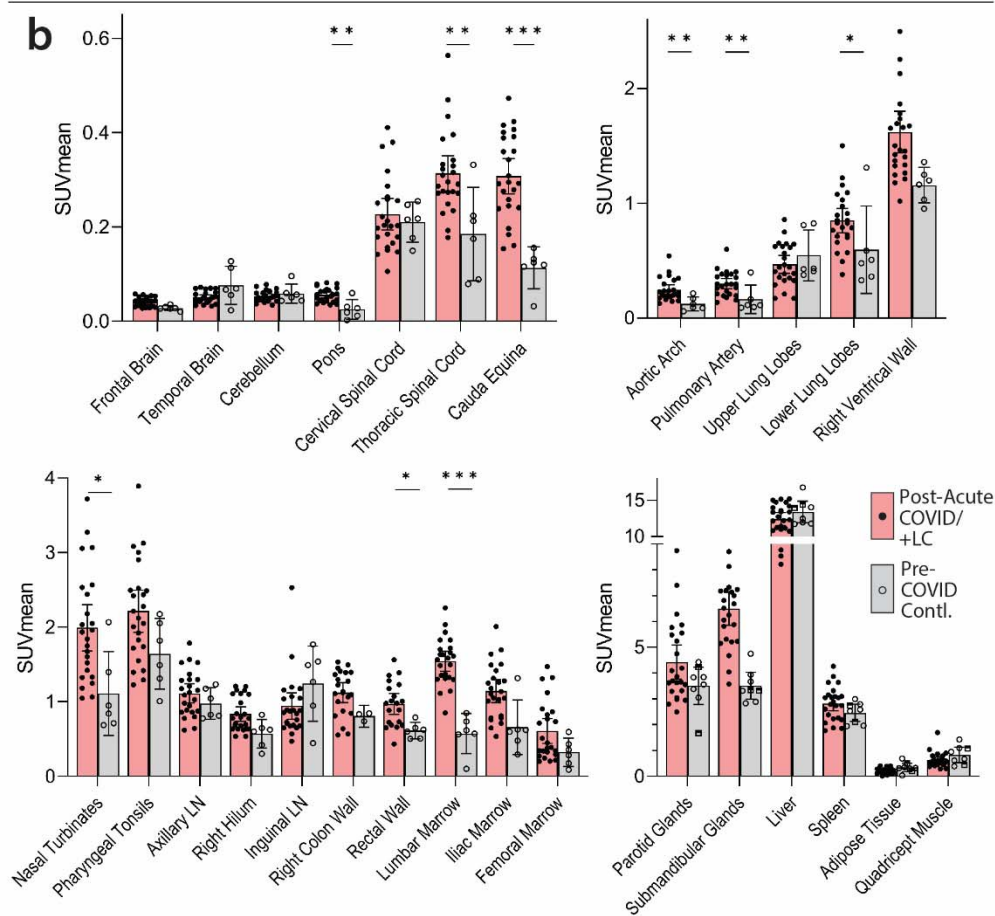 b
0.6
0.4
0.2
0.0
SUVmean
**
**
***
Frontal Brain
Temporal Brain
Cerebellum
Pons
Cervical Spinal Cord
Thoracic Spinal Cord
Cauda Equina
2
1
0
SUVmean
**
**
*
Aortic Arch
Pulmonary Artery
Upper Lung Lobes
Lower Lung Lobes
Right Ventrical Wall
4
3
2
1
0
SUVmean
*
*
***
Nasal Turbinates
Pharyngeal Tonsils
Axillary LN
Right Hilum
Inguinal LN
Right Colon Wall
Rectal Wall
Lumbar Marrow
Iliac Marrow
Femoral Marrow
15
10
5
0
SUVmean
Parotid Glands
Submandibular Glands
Liver
Spleen
Adipose Tissue
Quadricept Muscle
Post-Acute
COVID/
+LC
Pre-
COVID
Contl.